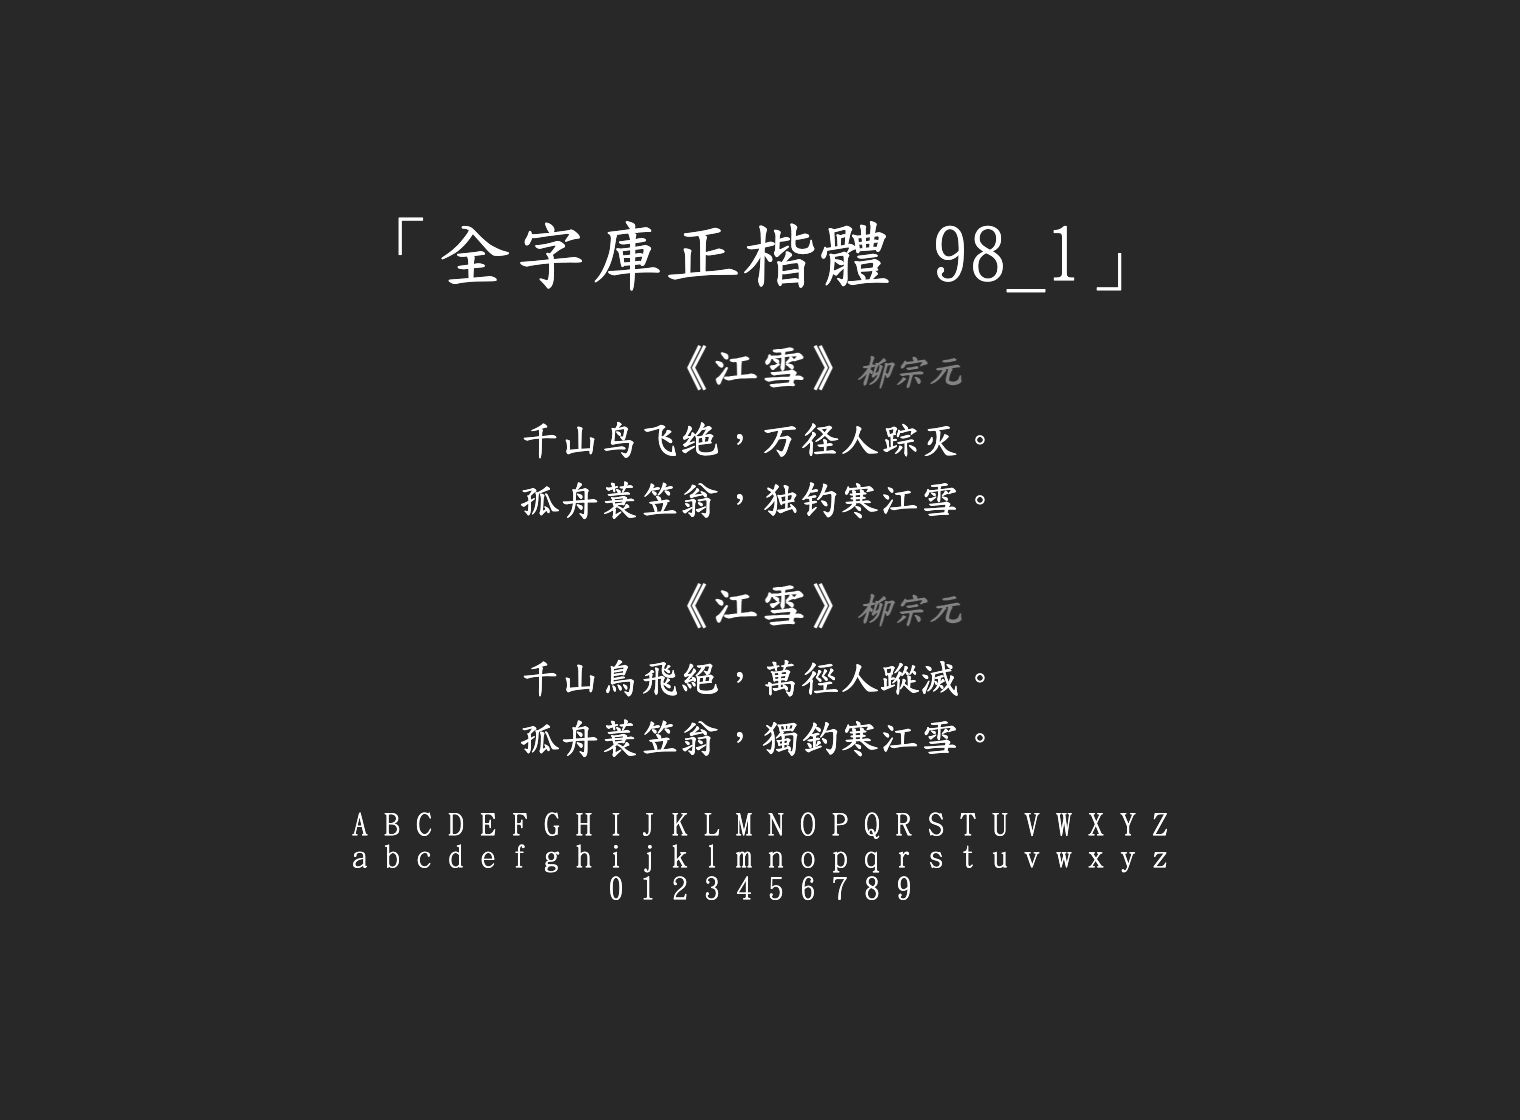 「全字庫正楷體 98_1」
《江雪》柳宗元
千山鸟飞绝，万径人踪灭。
孤舟蓑笠翁，独钓寒江雪。
《江雪》柳宗元
千山鳥飛絕，萬徑人蹤滅。
孤舟蓑笠翁，獨釣寒江雪。
A B C D E F G H I J K L M N O P Q R S T U V W X Y Z
a b c d e f g h i j k l m n o p q r s t u v w x y z
0 1 2 3 4 5 6 7 8 9